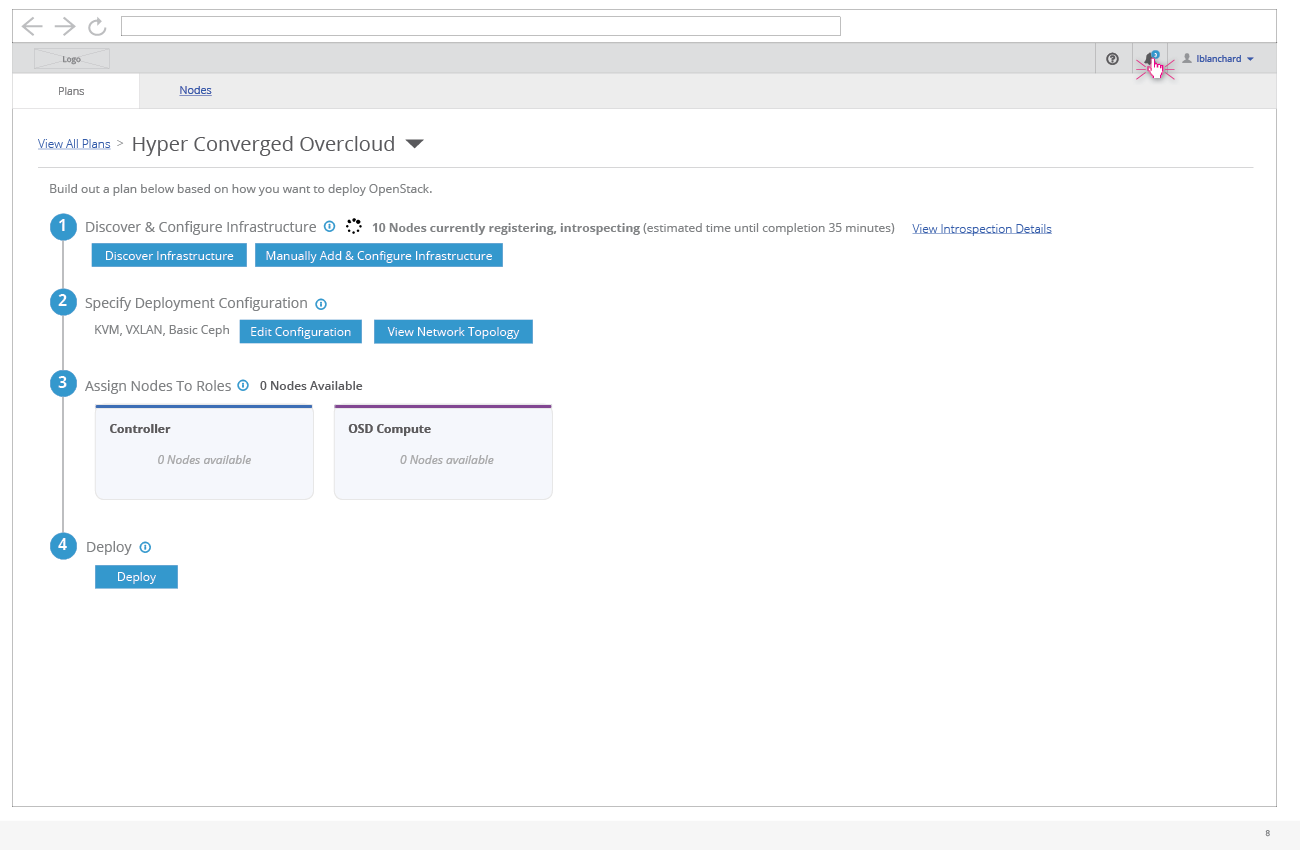 Logo
3
lblanchard
Plans
Nodes
View All Plans > Hyper Converged Overcloud
Build out a plan below based on how you want to deploy OpenStack.
1 Discover & Configure Infrastructure 10 Nodes currently registering, introspecting (estimated time until completion 35 minutes) View Introspection Details
Discover Infrastructure Manually Add & Configure Infrastructure
2 Specify Deployment Configuration
KVM, VXLAN, Basic Ceph Edit Configuration View Network Topology
3 Assign Nodes To Roles 0 Nodes Available
Controller OSD Compute
0 Nodes available 0 Nodes available
4 Deploy
Deploy
8